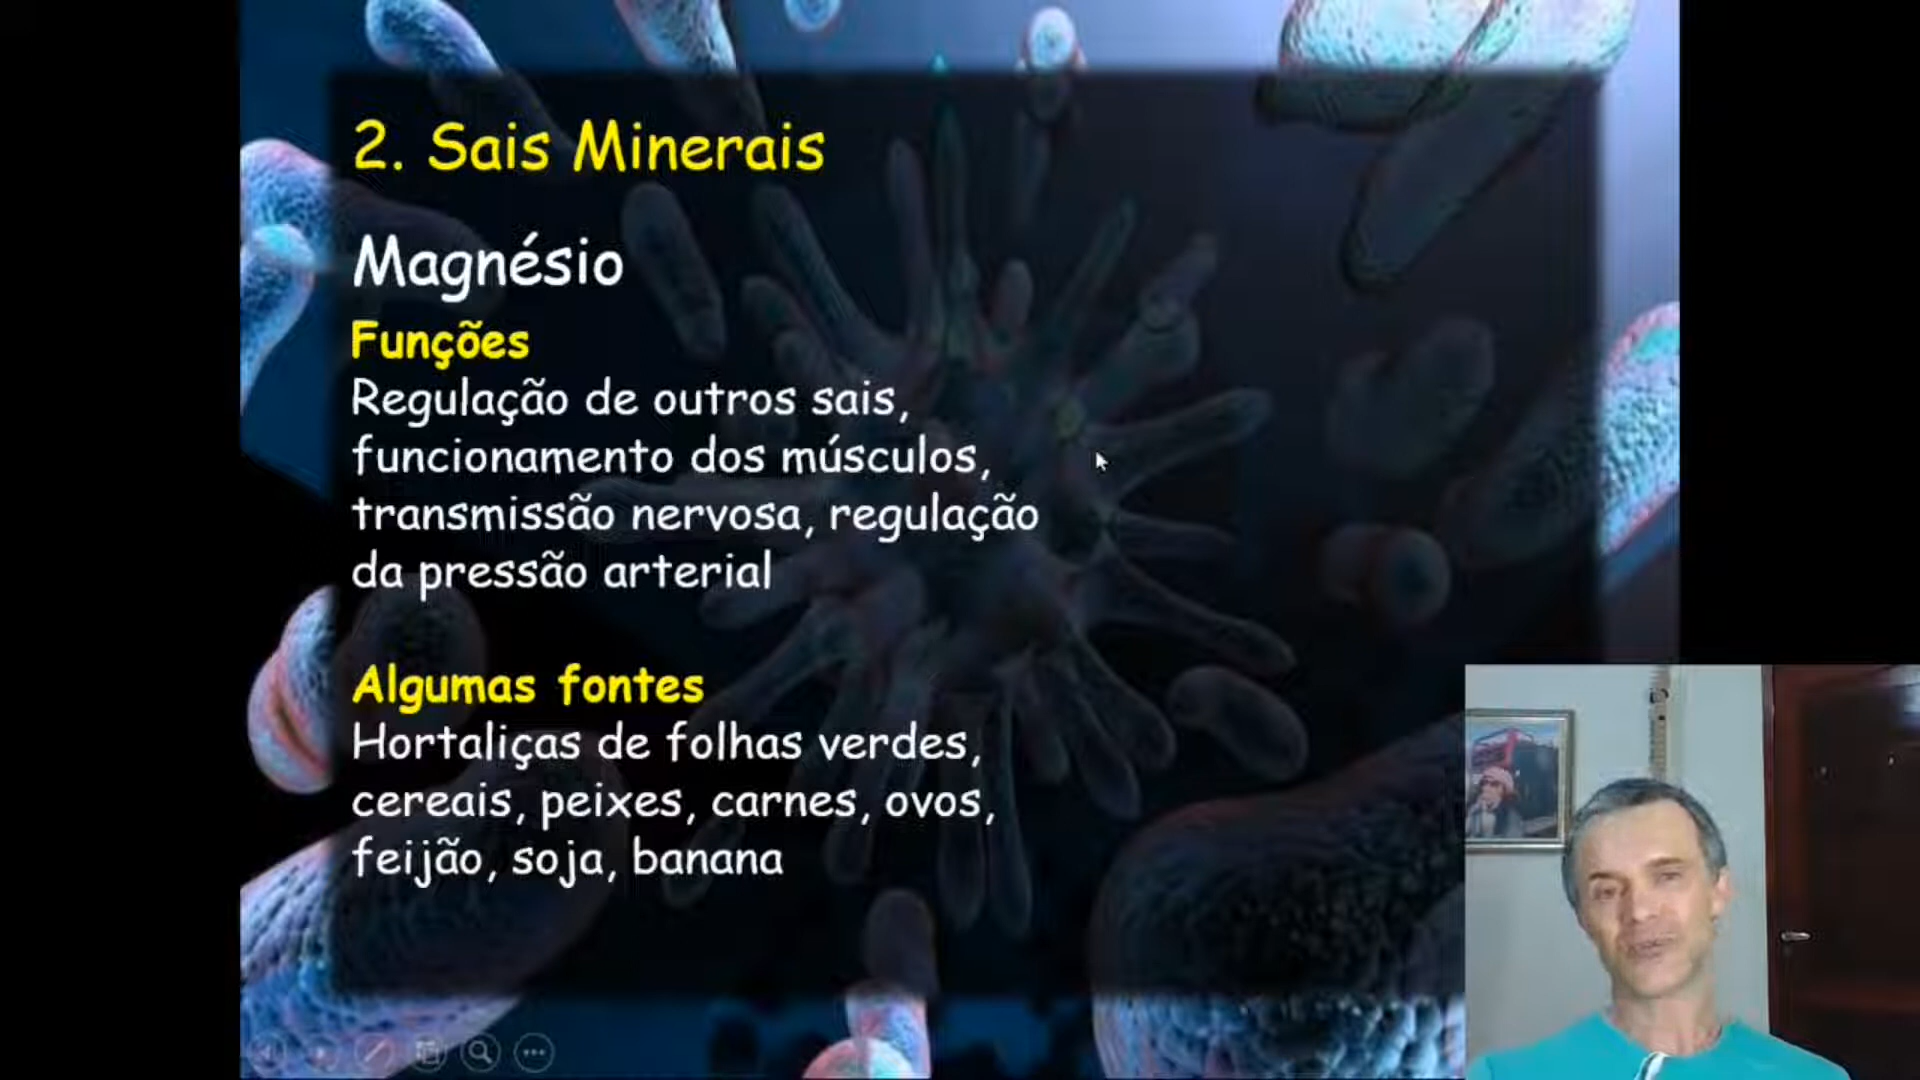 2. Sais Minerais
Magnésio
Funções
Regulação de outros sais,
funcionamento dos músculos,
transmissão nervosa, regulação
da pressão arterial
Algumas fontes
Hortaliças de folhas verdes,
cereais, peixes, carnes, ovos,
feijão, soja, banana